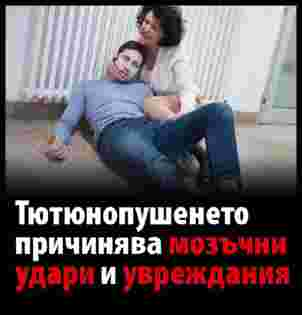 Тютюнопушенето
причинява мозъчни
удари и увреждания